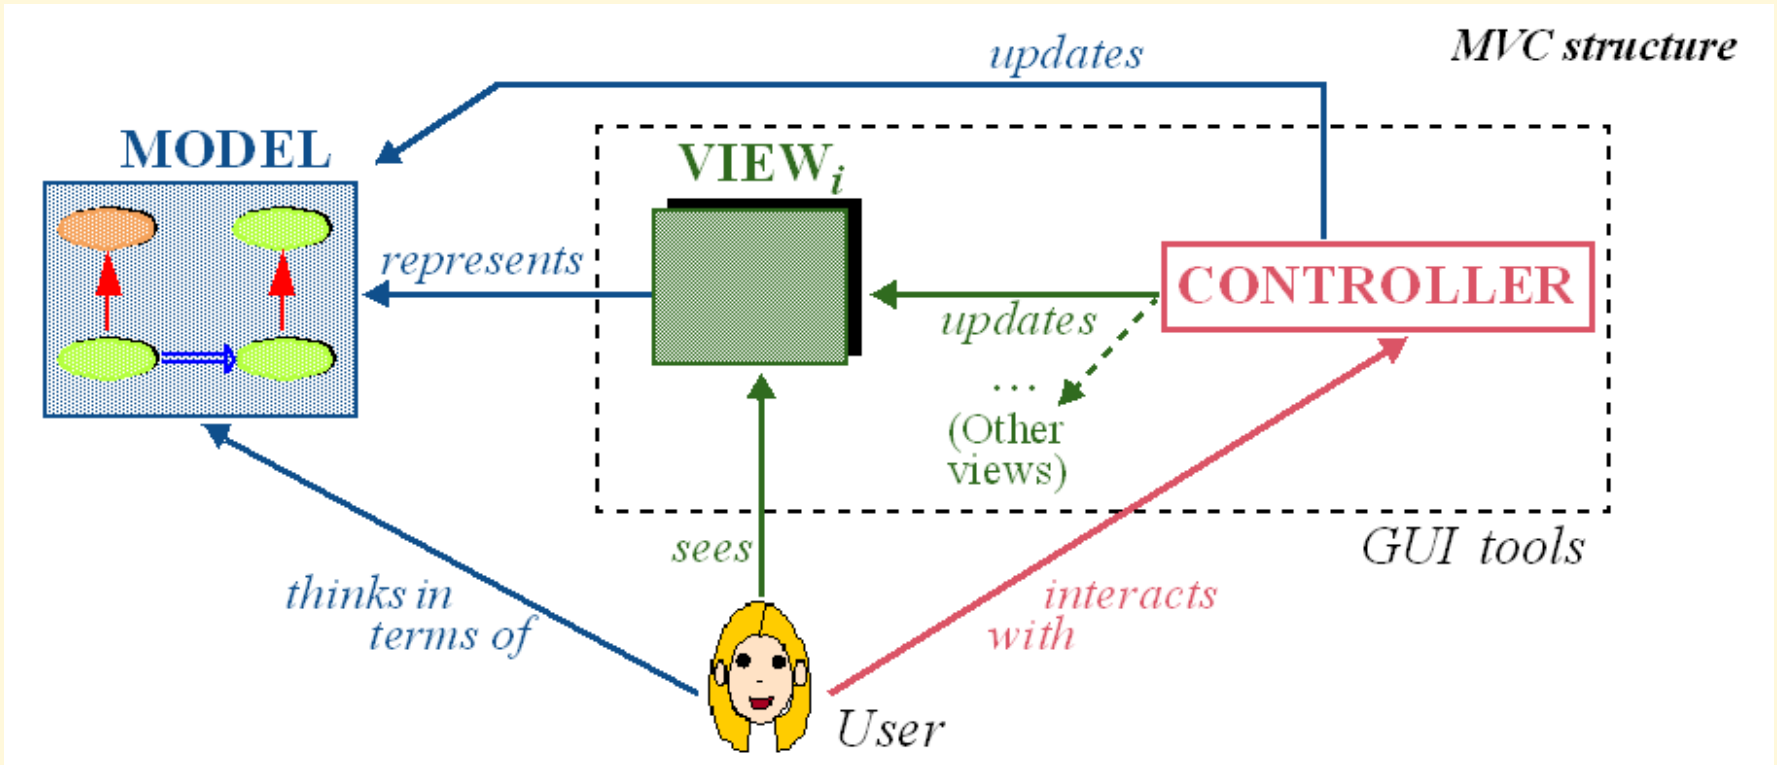 updates
MVC structure
MODEL
VIEWi
represents
CONTROLLER
updates
...
(Other
views)
sees
GUI tools
thinks in
terms of
interacts
with
User